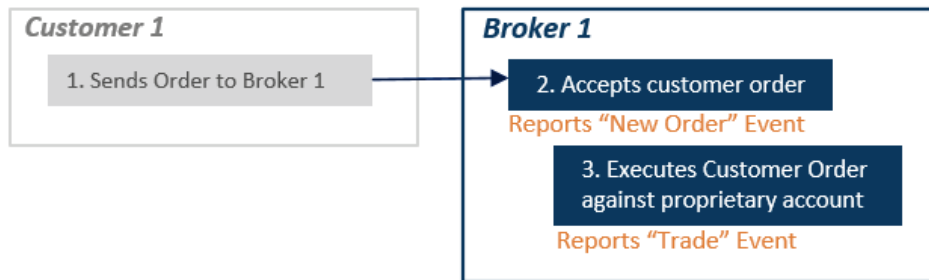 Customer 1
1. Sends Order to Broker 1
Broker 1
2. Accepts customer order
Reports “New Order” Event
3. Executes Customer Order
against proprietary account
Reports “Trade” Event